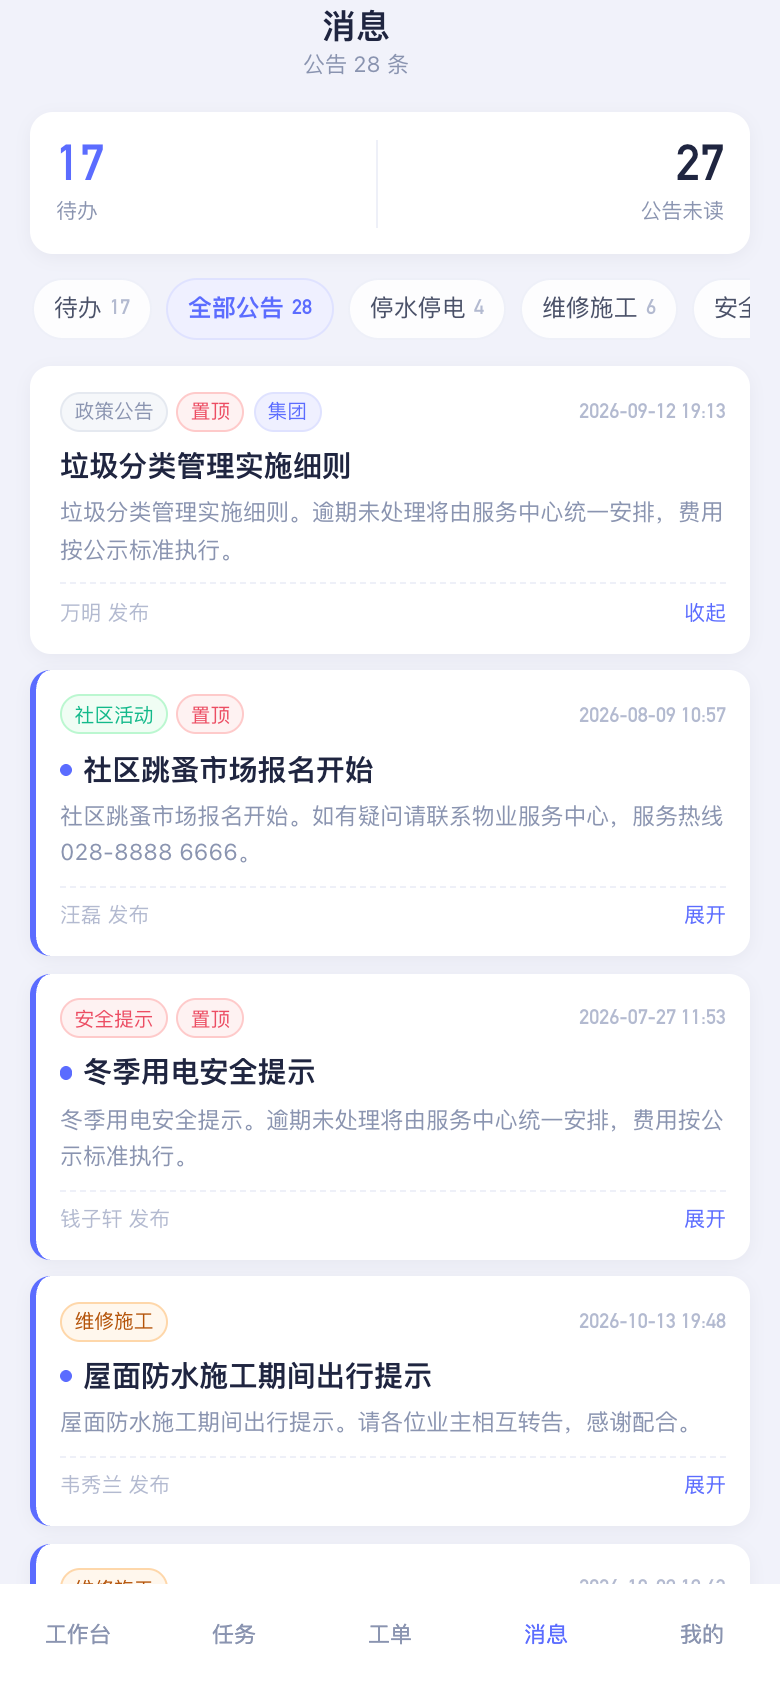 消息
公告 28 条
17
待办
27
公告未读
待办 17
全部公告 28
停水停电 4
维修施工 6
安全
政策公告 置顶 集团 2026-09-12 19:13
垃圾分类管理实施细则
垃圾分类管理实施细则。逾期未处理将由服务中心统一安排，费用
按公示标准执行。
万明 发布 收起
社区活动 置顶 2026-08-09 10:57
社区跳蚤市场报名开始
社区跳蚤市场报名开始。如有疑问请联系物业服务中心，服务热线
028-8888 6666。
汪磊 发布 展开
安全提示 置顶 2026-07-27 11:53
冬季用电安全提示
冬季用电安全提示。逾期未处理将由服务中心统一安排，费用按公
示标准执行。
钱子轩 发布 展开
维修施工 2026-10-13 19:48
屋面防水施工期间出行提示
屋面防水施工期间出行提示。请各位业主相互转告，感谢配合。
韦秀兰 发布 展开
维修施工
工作台 任务 工单 消息 我的